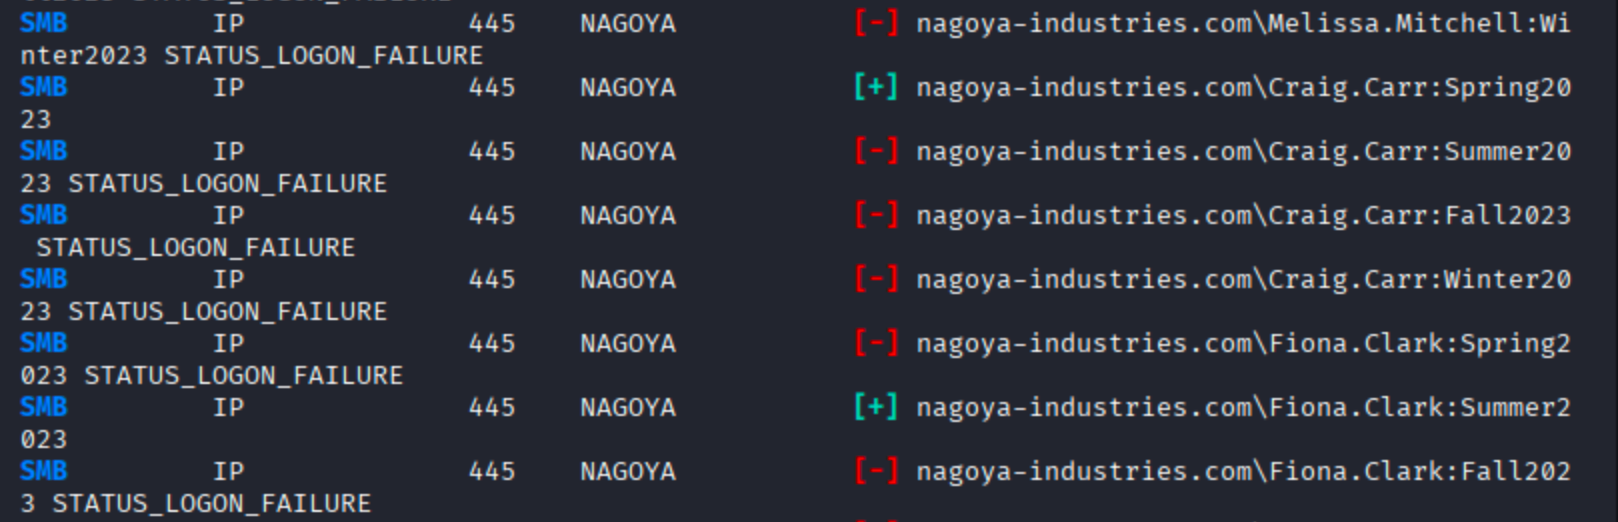 SMB IP 445 NAGOYA [-] nagoya-industries.com\Melissa.Mitchell:Wi
nter2023 STATUS_LOGON_FAILURE
SMB IP 445 NAGOYA [+] nagoya-industries.com\Craig.Carr:Spring20
23
SMB IP 445 NAGOYA [-] nagoya-industries.com\Craig.Carr:Summer20
23 STATUS_LOGON_FAILURE
SMB IP 445 NAGOYA [-] nagoya-industries.com\Craig.Carr:Fall2023
STATUS_LOGON_FAILURE
SMB IP 445 NAGOYA [-] nagoya-industries.com\Craig.Carr:Winter20
23 STATUS_LOGON_FAILURE
SMB IP 445 NAGOYA [-] nagoya-industries.com\Fiona.Clark:Spring2
023 STATUS_LOGON_FAILURE
SMB IP 445 NAGOYA [+] nagoya-industries.com\Fiona.Clark:Summer2
023
SMB IP 445 NAGOYA [-] nagoya-industries.com\Fiona.Clark:Fall202
3 STATUS_LOGON_FAILURE